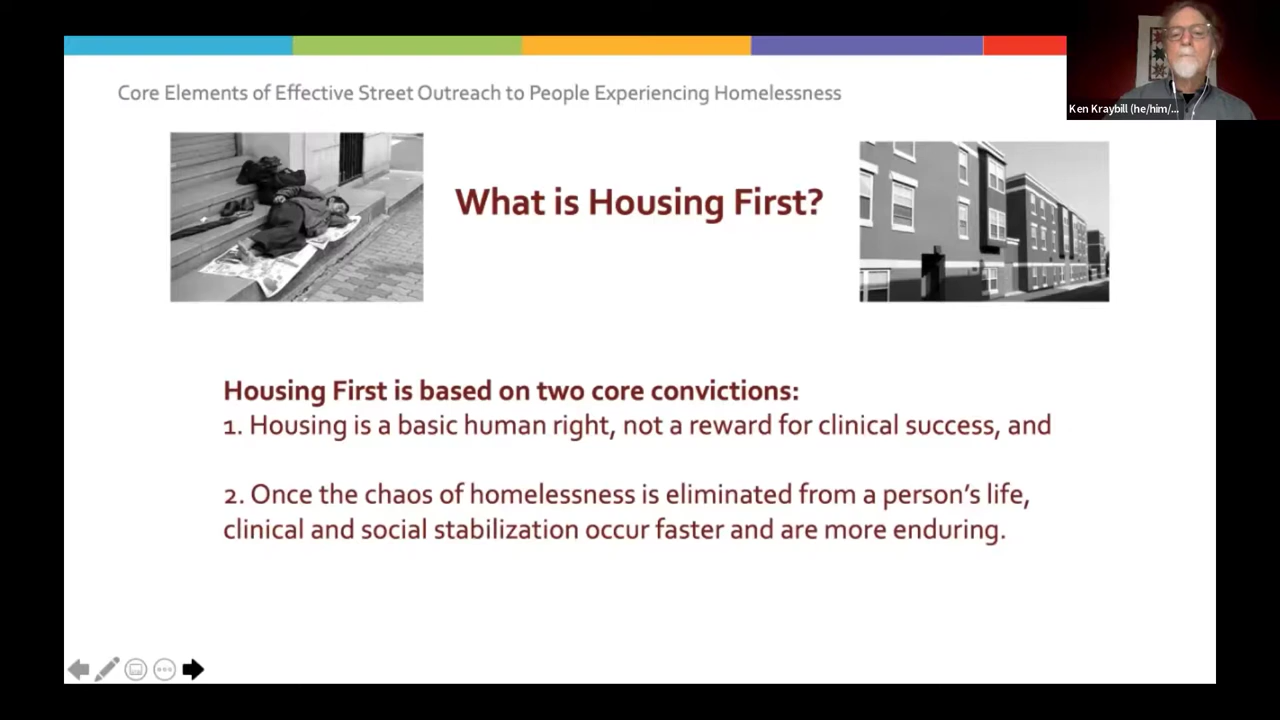 Core Elements of Effective Street Outreach to People Experiencing Homelessness
Ken Kraybill (he/him/...
What is Housing First?
Housing First is based on two core convictions:
1. Housing is a basic human right, not a reward for clinical success, and
2. Once the chaos of homelessness is eliminated from a person’s life,
clinical and social stabilization occur faster and are more enduring.